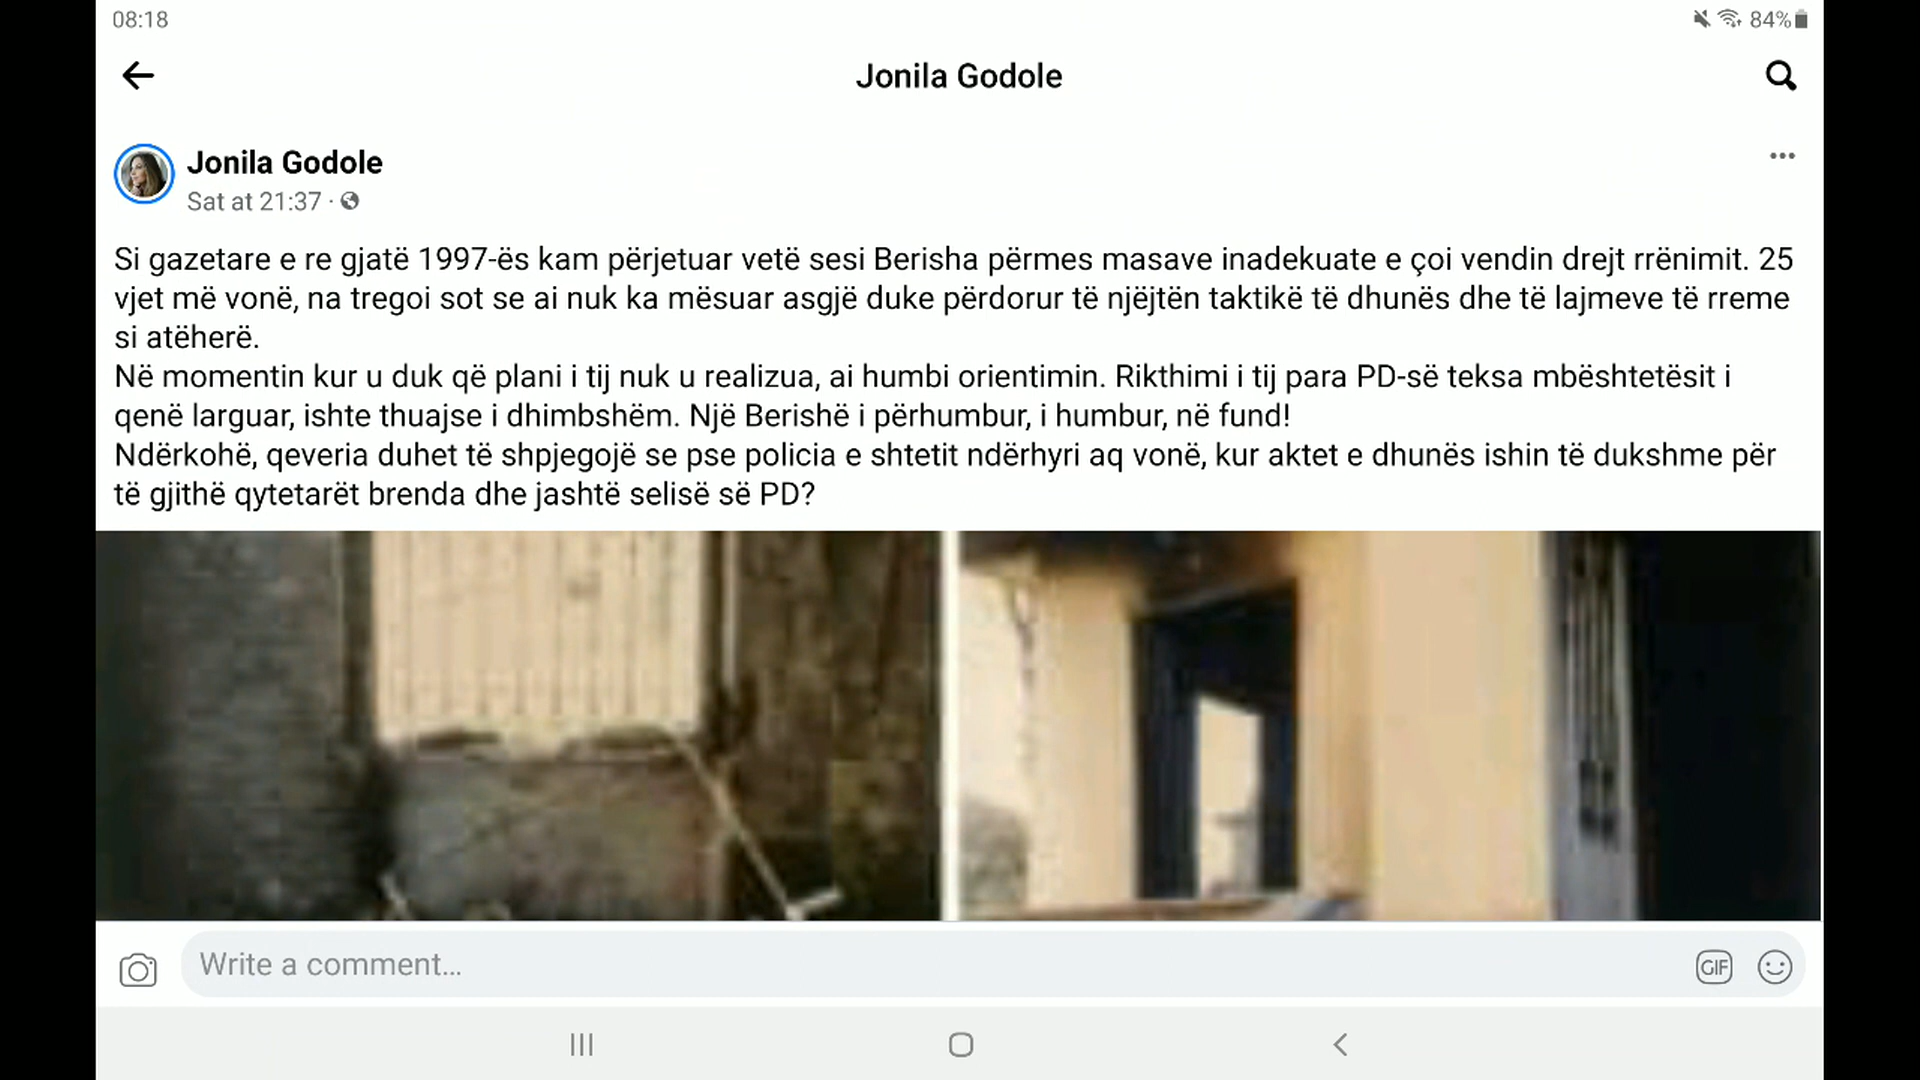 08:18
84%
Jonila Godole
Jonila Godole
Sat at 21:37 ·
Si gazetare e re gjatë 1997-ës kam përjetuar vetë sesi Berisha përmes masave inadekuate e çoi vendin drejt rrënimit. 25
vjet më vonë, na tregoi sot se ai nuk ka mësuar asgjë duke përdorur të njëjtën taktikë të dhunës dhe të lajmeve të rreme
si atëherë.
Në momentin kur u duk që plani i tij nuk u realizua, ai humbi orientimin. Rikthimi i tij para PD-së teksa mbështetësit i
qenë larguar, ishte thuajse i dhimbshëm. Një Berishë i përhumbur, i humbur, në fund!
Ndërkohë, qeveria duhet të shpjegojë se pse policia e shtetit ndërhyri aq vonë, kur aktet e dhunës ishin të dukshme për
të gjithë qytetarët brenda dhe jashtë selisë së PD?
Write a comment...
GIF